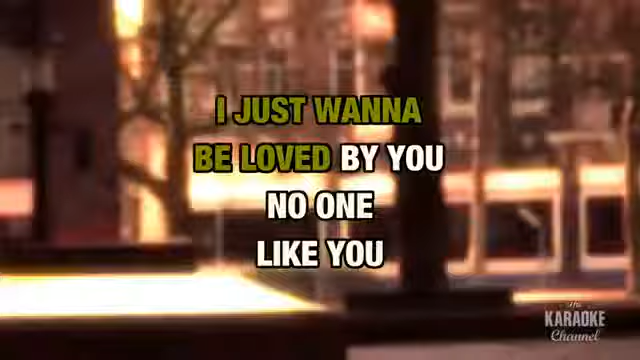 I JUST WANNA
BE LOVED BY YOU
NO ONE
LIKE YOU
the
KARAOKE
Channel